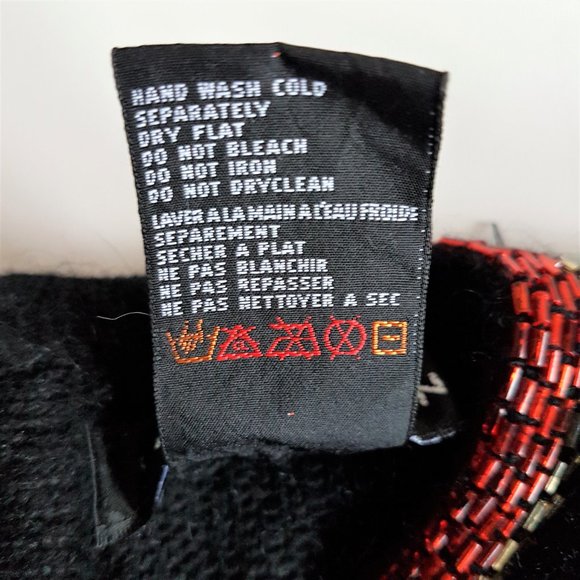 HAND WASH COLD
SEPARATELY
DRY FLAT
DO NOT BLEACH
DO NOT IRON
DO NOT DRYCLEAN
LAVER A LA MAIN A L'EAU FROIDE
SEPAREMENT
SECHER A PLAT
NE PAS BLANCHIR
NE PAS REPASSER
NE PAS NETTOYER A SEC